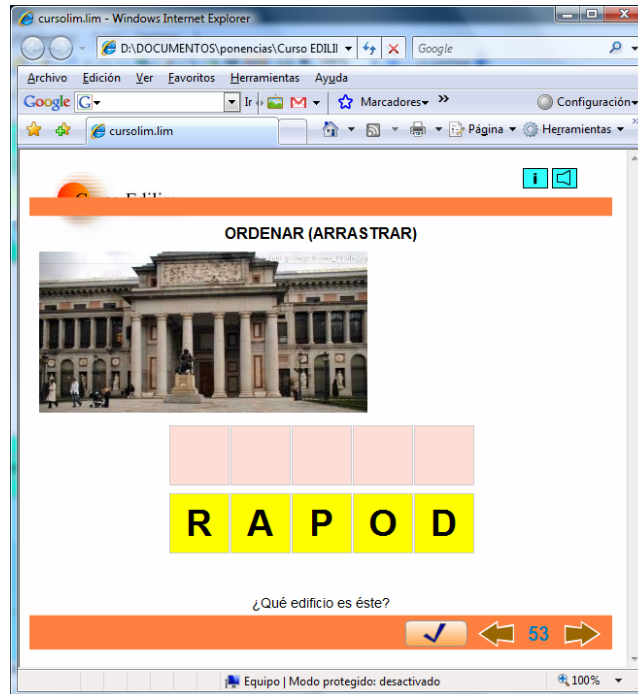 cursolim.lim - Windows Internet Explorer
D:\DOCUMENTOS\ponencias\Curso EDILII
Google
Archivo Edición Ver Favoritos Herramientas Ayuda
Google G Ir Marcadores Configuración
cursolim.lim Página Herramientas
ORDENAR (ARRASTRAR)
R A P O D
¿Qué edificio es éste?
53
Equipo | Modo protegido: desactivado 100%